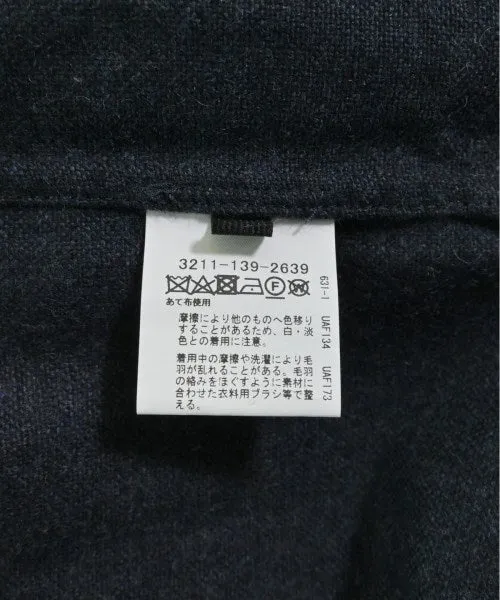 3211-139-2639
あて布使用
摩擦により他のものへ色移り
することがあるため、白・淡
色との着用に注意。
着用中の摩擦や洗濯により毛
羽が乱れることがある。毛羽
の絡みをほぐすように素材に
合わせた衣料用ブラシ等で整
える。
631-1 UAF134 UAF173